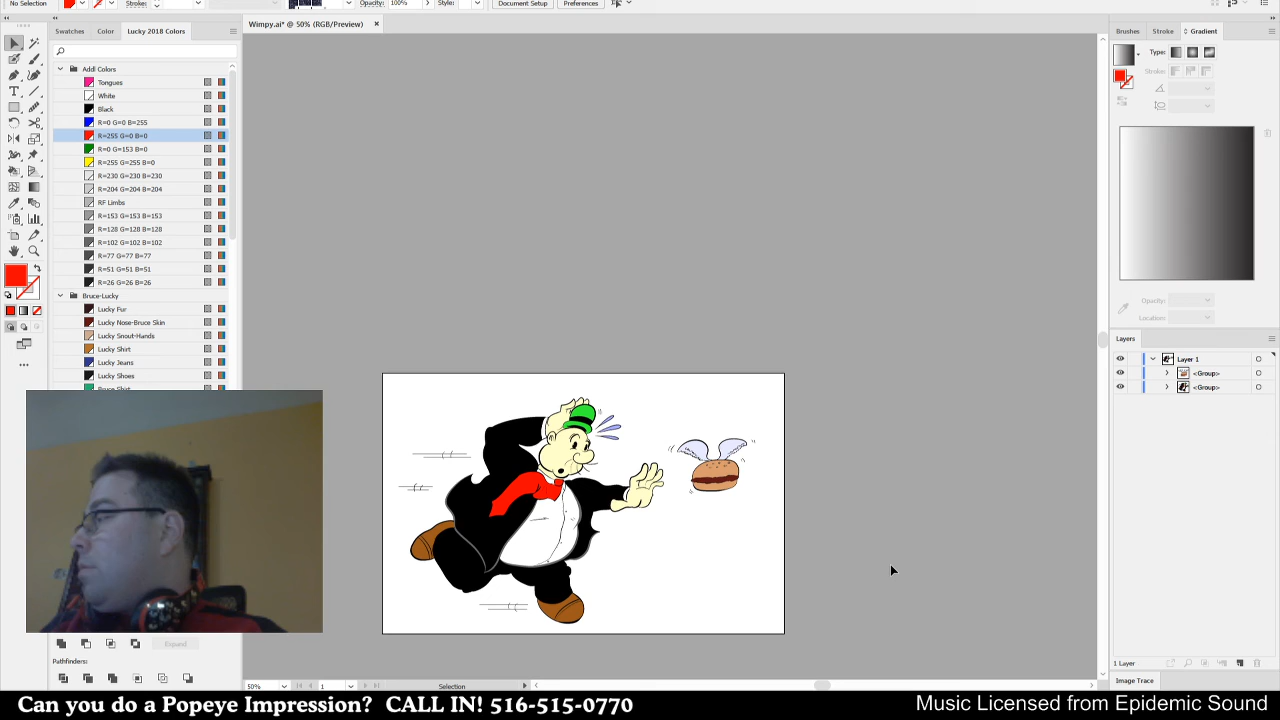 No Selection
Stroke:
Style:
Opacity:
100%
Document Setup
Preferences
Wimpy.ai* @ 50% (RGB/Preview)
Swatches
Color
Lucky 2018 Colors
Addl Colors
Tongues
White
Black
R=0 G=0 B=255
R=255 G=0 B=0
R=0 G=153 B=0
R=255 G=255 B=0
R=230 G=230 B=230
R=204 G=204 B=204
RF Limbs
R=153 G=153 B=153
R=128 G=128 B=128
R=102 G=102 B=102
R=77 G=77 B=77
R=51 G=51 B=51
R=26 G=26 B=26
Bruce-Lucky
Lucky Fur
Lucky Nose-Bruce Skin
Lucky Snout-Hands
Lucky Shirt
Lucky Jeans
Lucky Shoes
Bruce Shirt
Expand
Pathfinders:
Brushes
Stroke
Gradient
Type:
Stroke:
Opacity:
Location:
Layers
Layer 1
<Group>
<Group>
1 Layer
Image Trace
50%
1
Selection
Can you do a Popeye Impression? CALL IN! 516-515-0770
Music Licensed from Epidemic Sound